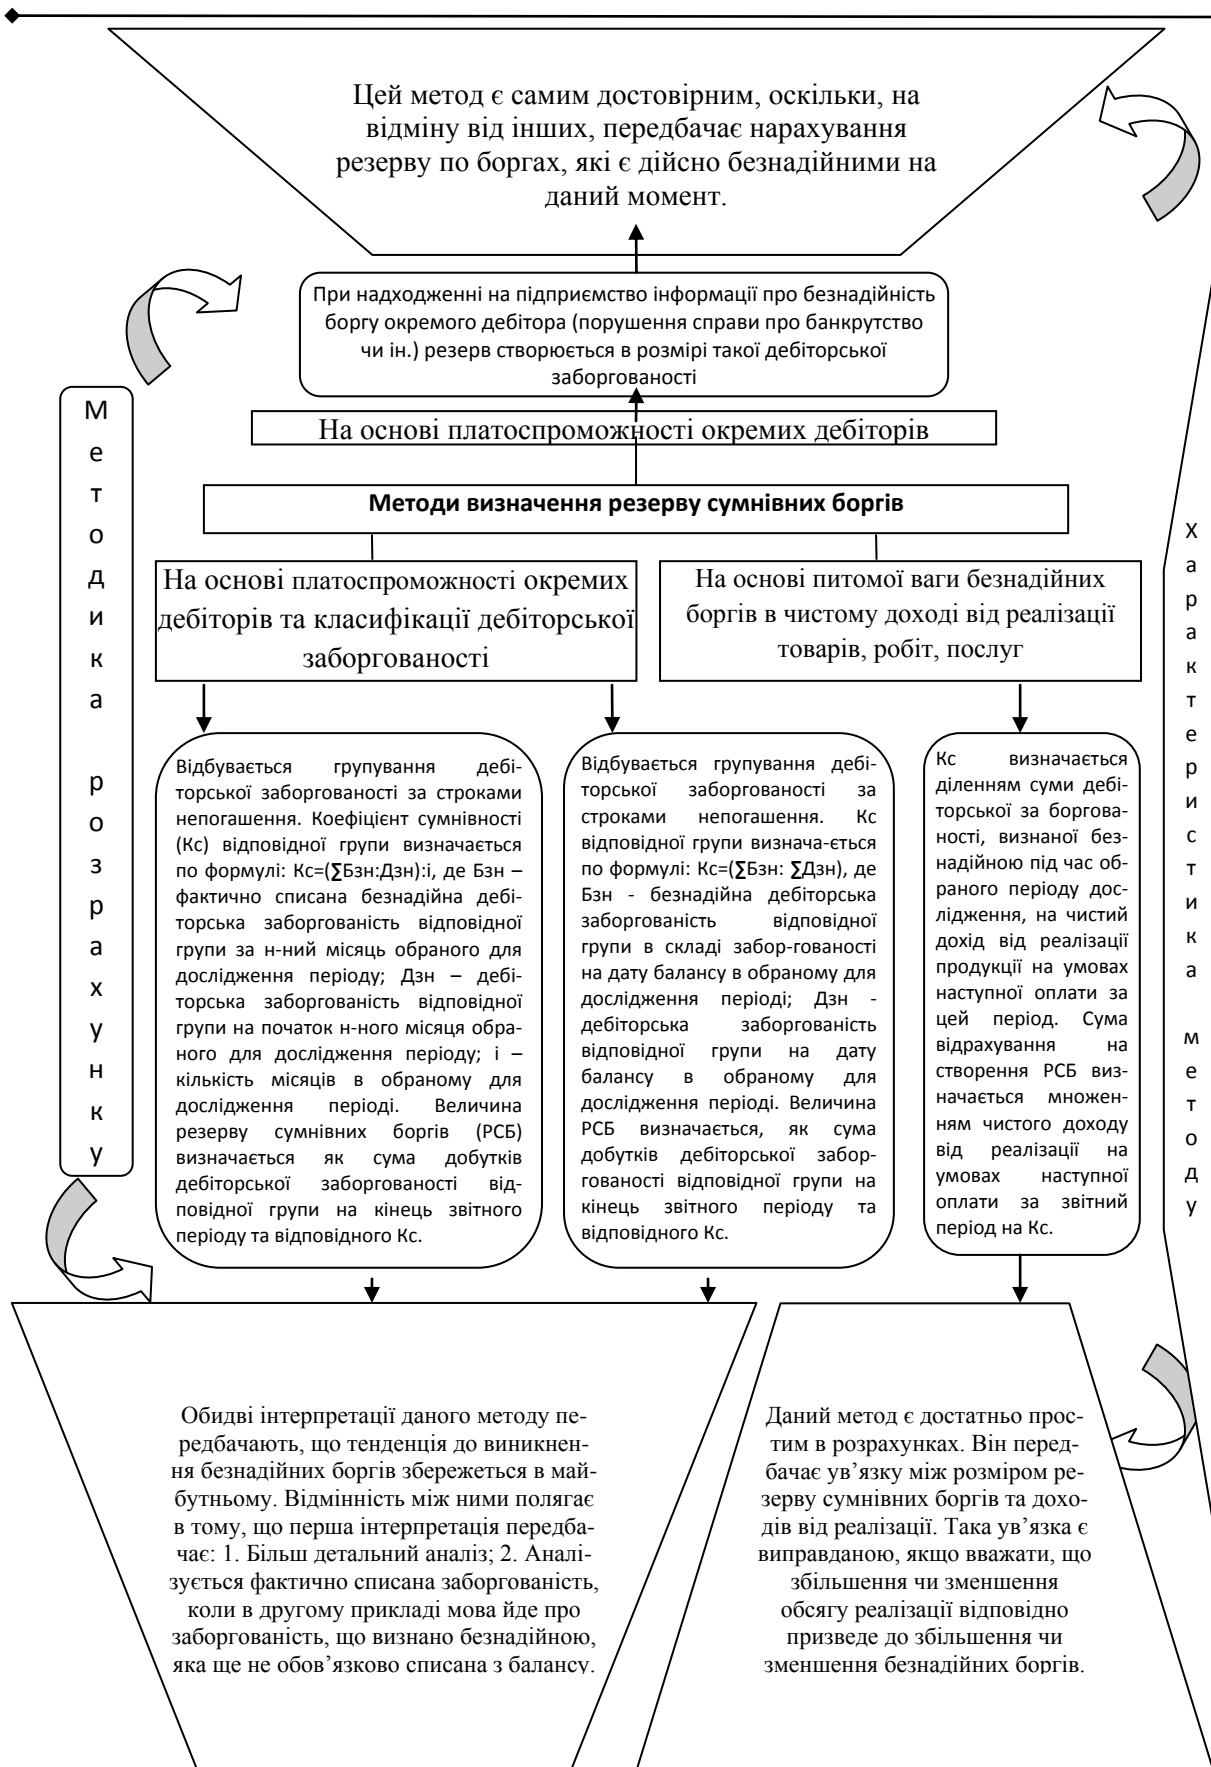 Цей метод є самим достовірним, оскільки, на
відміну від інших, передбачає нарахування
резерву по боргах, які є дійсно безнадійними на
даний момент.
При надходженні на підприємство інформації про безнадійність
боргу окремого дебітора (порушення справи про банкрутство
чи ін.) резерв створюється в розмірі такої дебіторської
заборгованості
На основі платоспроможності окремих дебіторів
Методи визначення резерву сумнівних боргів
Методика розрахунку
Характеристика методу
На основі платоспроможності окремих
дебіторів та класифікації дебіторської
заборгованості
На основі питомої ваги безнадійних
боргів в чистому доході від реалізації
товарів, робіт, послуг
Відбувається групування дебі-
торської заборгованості за строками
непогашення. Коефіцієнт сумнівності
(Кс) відповідної групи визначається
по формулі: Кс=(∑Бзн:Дзн):і, де Бзн –
фактично списана безнадійна дебі-
торська заборгованість відповідної
групи за н-ний місяць обраного для
дослідження періоду; Дзн – дебі-
торська заборгованість відповідної
групи на початок н-ного місяця обра-
ного для дослідження періоду; і –
кількість місяців в обраному для
дослідження періоді. Величина
резерву сумнівних боргів (РСБ)
визначається як сума добутків
дебіторської заборгованості від-
повідної групи на кінець звітного
періоду та відповідного Кс.
Відбувається групування дебі-
торської заборгованості за
строками непогашення. Кс
відповідної групи визнача-ється
по формулі: Кс=(∑Бзн: ∑Дзн), де
Бзн - безнадійна дебіторська
заборгованість відповідної
групи в складі забор-гованості
на дату балансу в обраному для
дослідження періоді; Дзн -
дебіторська заборгованість
відповідної групи на дату
балансу в обраному для
дослідження періоді. Величина
РСБ визначається, як сума
добутків дебіторської забор-
гованості відповідної групи на
кінець звітного періоду та
відповідного Кс.
Кс визначається
діленням суми дебі-
торської за боргова-
ності, визнаної без-
надійною під час об-
раного періоду дос-
лідження, на чистий
дохід від реалізації
продукції на умовах
наступної оплати за
цей період. Сума
відрахування на
створення РСБ виз-
начається множен-
ням чистого доходу
від реалізації на
умовах наступної
оплати за звітний
період на Кс.
Обидві інтерпретації даного методу пе-
редбачають, що тенденція до виникнен-
ня безнадійних боргів збережеться в май-
бутньому. Відмінність між ними полягає
в тому, що перша інтерпретація передба-
чає: 1. Більш детальний аналіз; 2. Аналі-
зується фактично списана заборгованість,
коли в другому прикладі мова йде про
заборгованість, що визнано безнадійною,
яка ще не обов’язково списана з балансу.
Даний метод є достатньо прос-
тим в розрахунках. Він перед-
бачає ув’язку між розміром ре-
зерву сумнівних боргів та дохо-
дів від реалізації. Така ув’язка є
виправданою, якщо вважати, що
збільшення чи зменшення
обсягу реалізації відповідно
призведе до збільшення чи
зменшення безнадійних боргів.